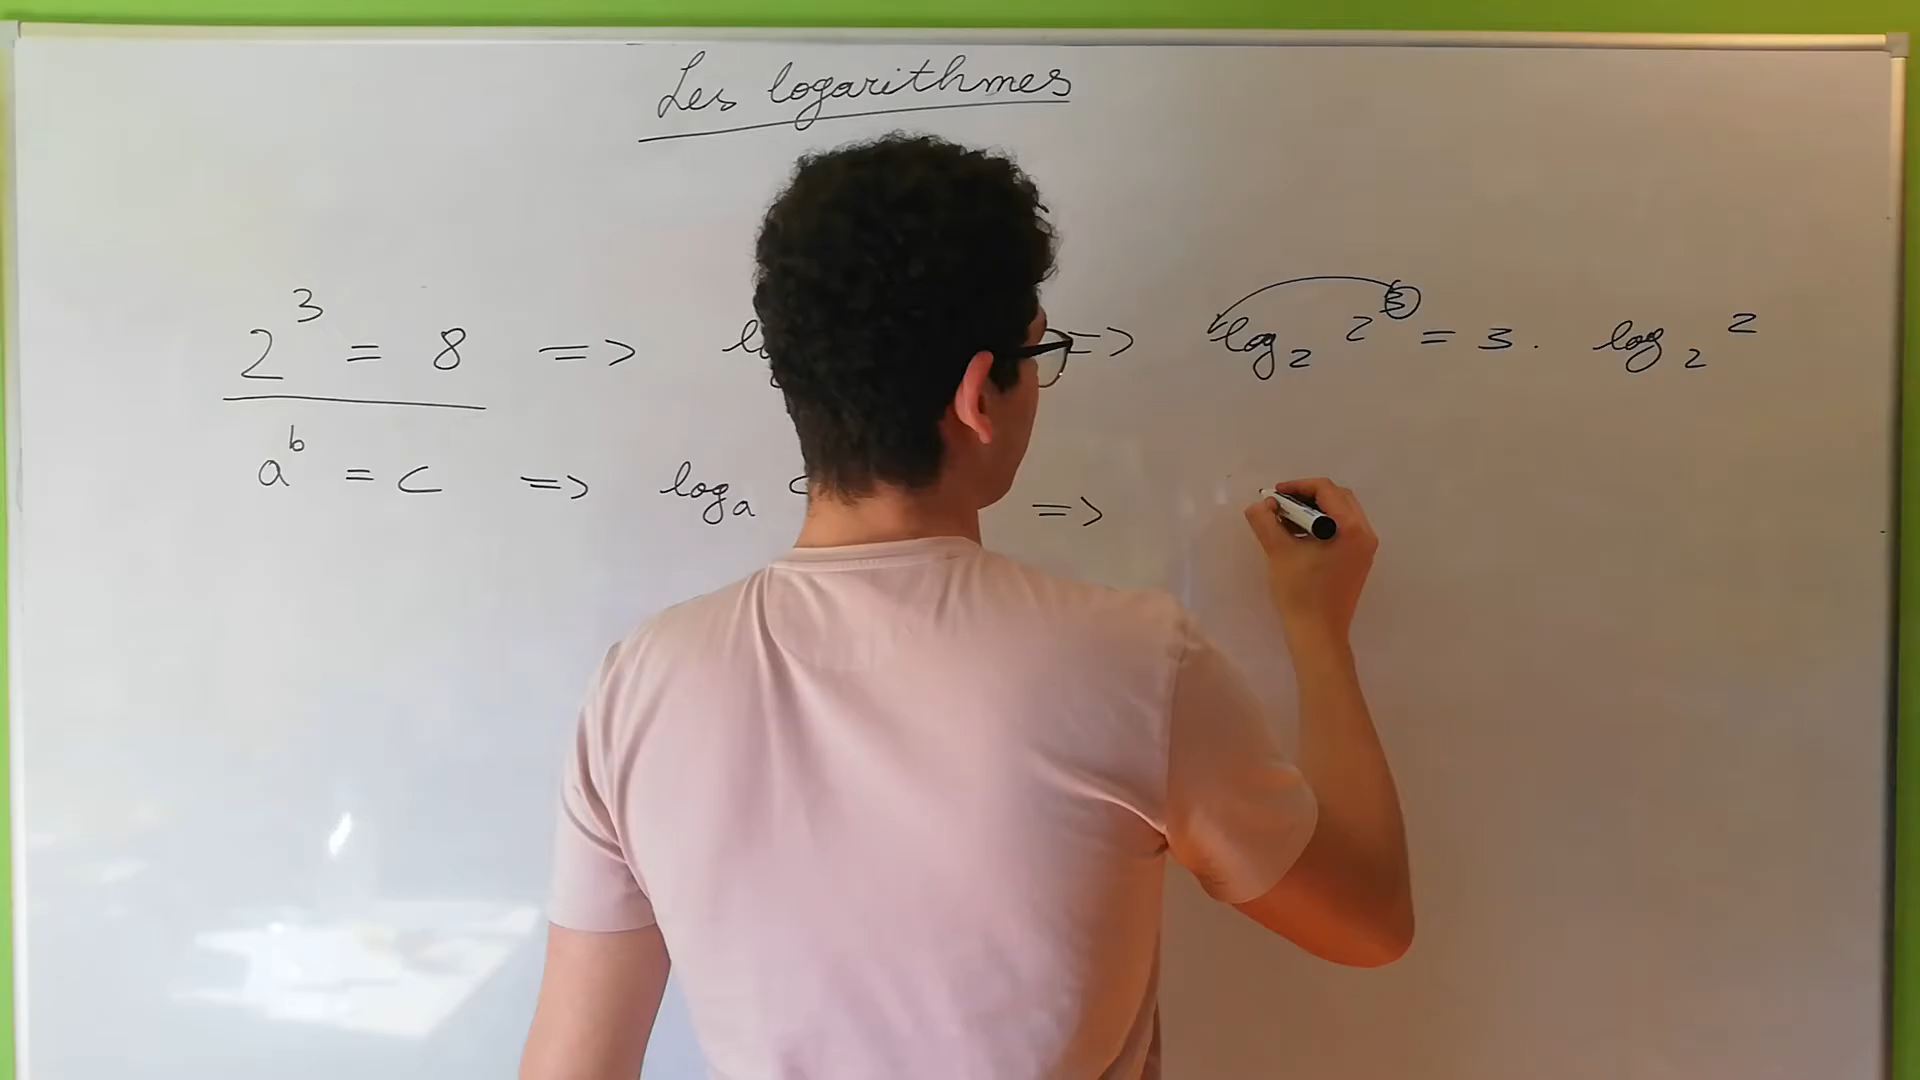 Les logarithmes
2³ = 8 => => log₂ 2³ = 3 . log₂ 2
aᵇ = c => logₐ =>